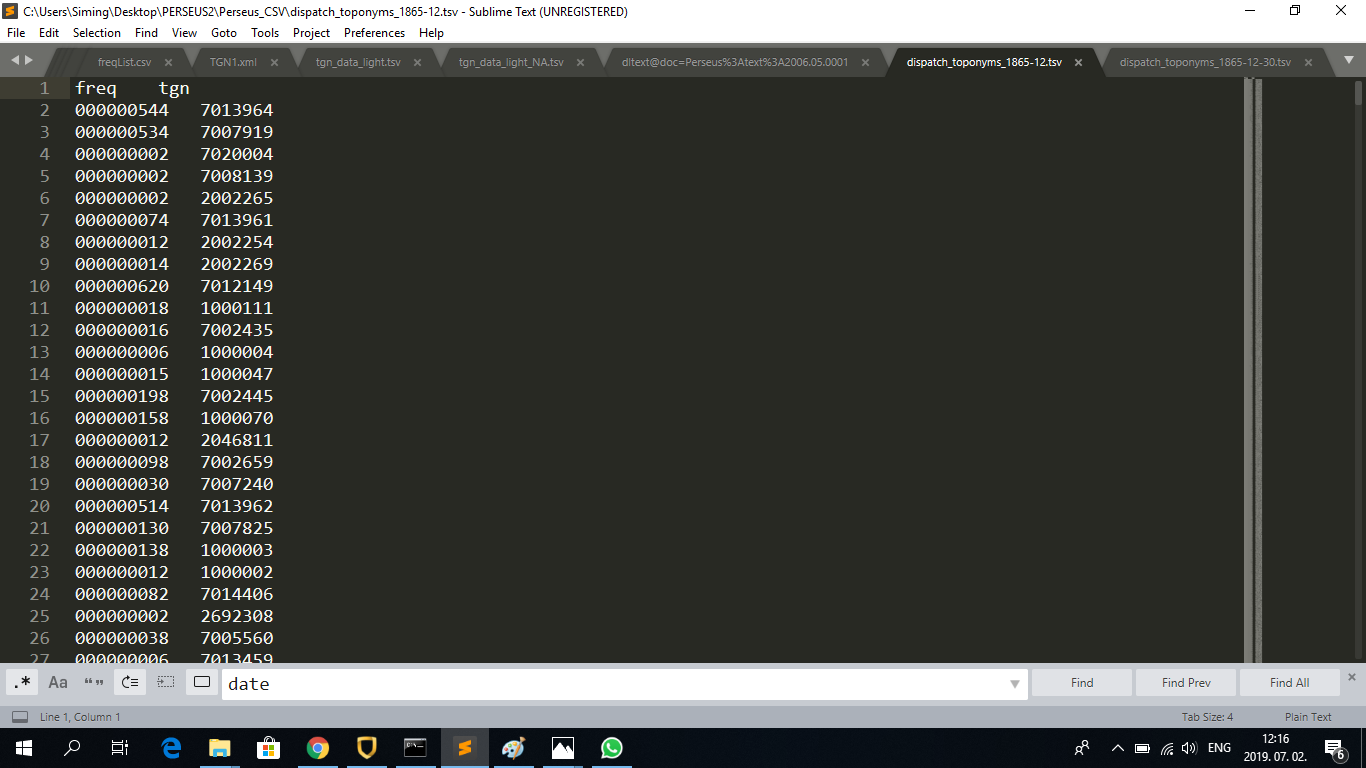 C:\Users\Siming\Desktop\PERSEUS2\Perseus_CSV\dispatch_toponyms_1865-12.tsv - Sublime Text (UNREGISTERED)
File Edit Selection Find View Goto Tools Project Preferences Help
freqList.csv TGN1.xml tgn_data_light.tsv tgn_data_light_NA.tsv dltext@doc=Perseus%3Atext%3A2006.05.0001 dispatch_toponyms_1865-12.tsv dispatch_toponyms_1865-12-30.tsv
1 freq tgn
2 000000544 7013964
3 000000534 7007919
4 000000002 7020004
5 000000002 7008139
6 000000002 2002265
7 000000074 7013961
8 000000012 2002254
9 000000014 2002269
10 000000620 7012149
11 000000018 1000111
12 000000016 7002435
13 000000006 1000004
14 000000015 1000047
15 000000198 7002445
16 000000158 1000070
17 000000012 2046811
18 000000098 7002659
19 000000030 7007240
20 000000514 7013962
21 000000130 7007825
22 000000138 1000003
23 000000012 1000002
24 000000082 7014406
25 000000002 2692308
26 000000038 7005560
27 000000006 7013459
.* Aa “” date Find Find Prev Find All
Line 1, Column 1 Tab Size: 4 Plain Text
ENG 12:16
2019. 07. 02. 6